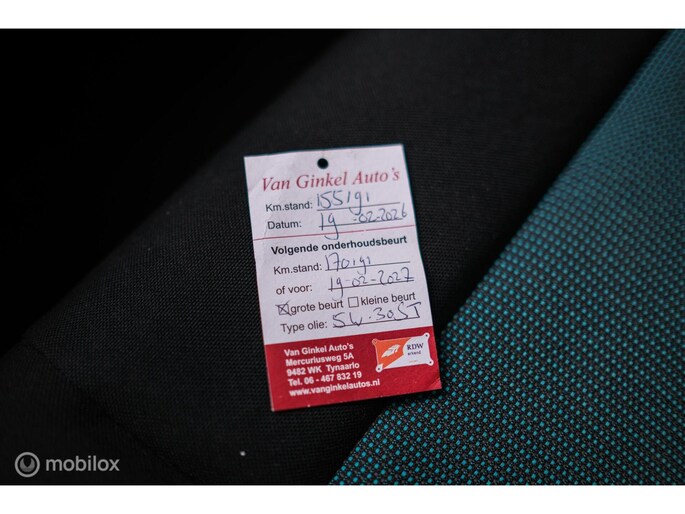 Van Ginkel Auto's
Km.stand: 155191
Datum: 19-02-2026
Volgende onderhoudsbeurt
Km.stand: 170191
of voor: 19-02-2027
grote beurt kleine beurt
Type olie: 5W.30 ST
Van Ginkel Auto's
Mercuriusweg 5A
9482 WK Tynaarlo
Tel. 06 - 467 832 19
www.vanginkelautos.nl
RDW
erkend
mobilox